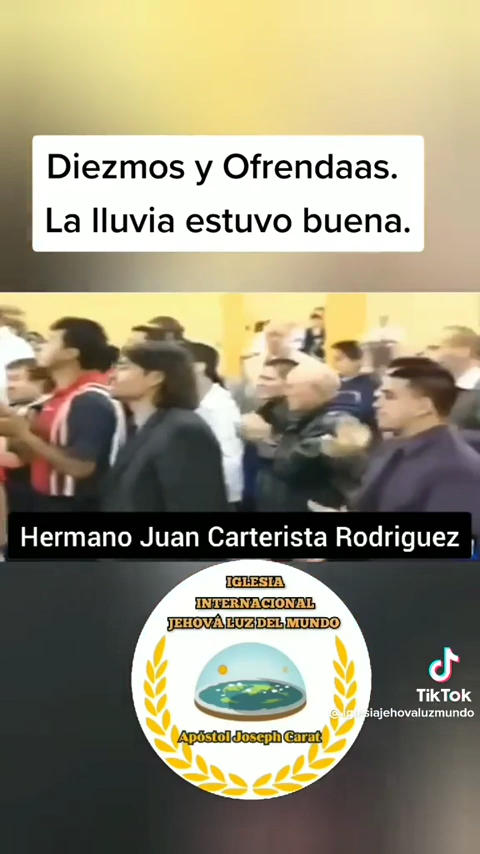 Diezmos y Ofrendaas.
La lluvia estuvo buena.
Hermano Juan Carterista Rodriguez
IGLESIA
INTERNACIONAL
JEHOVÁ LUZ DEL MUNDO
Apóstol Joseph Carat
TikTok
@iglesiajehovaluzmundo